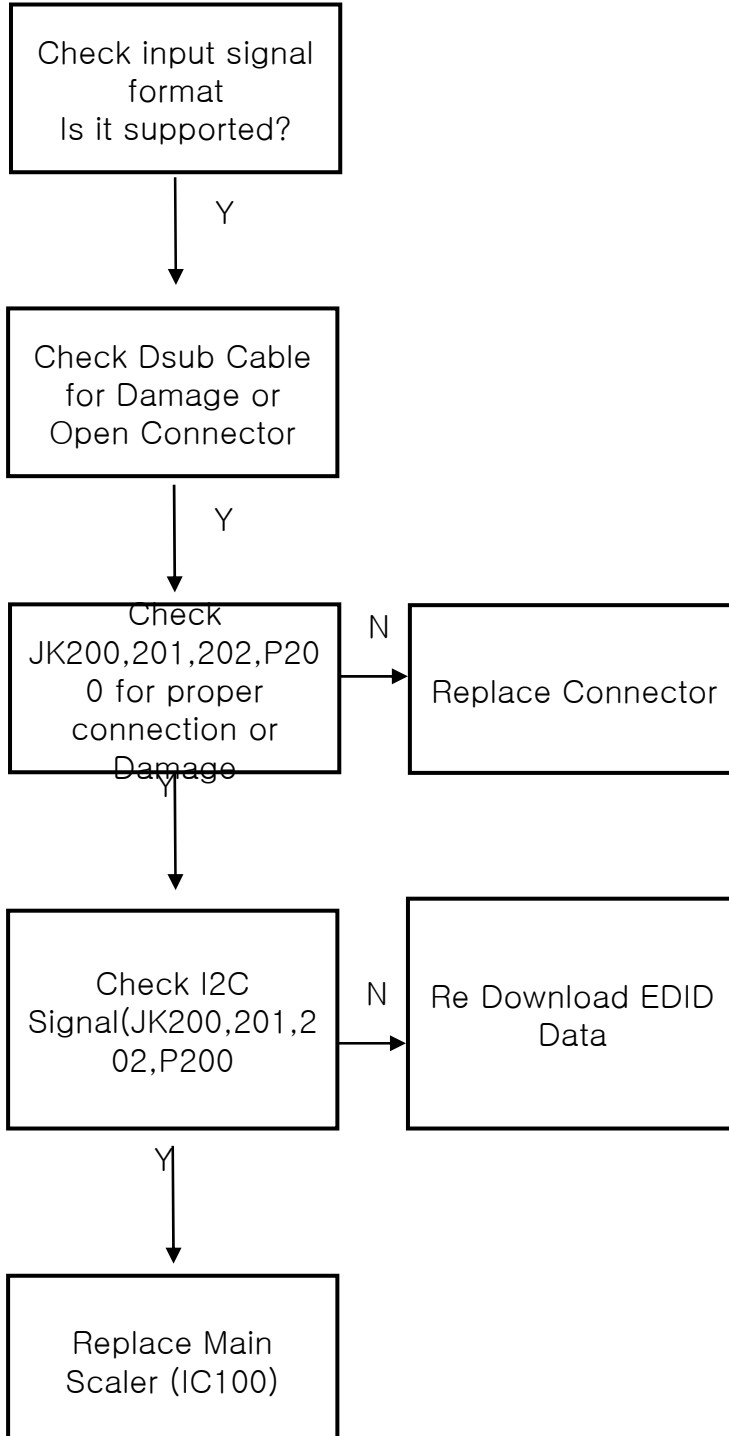 Check input signal
format
Is it supported?
Y
Check Dsub Cable
for Damage or
Open Connector
Y
Check
JK200,201,202,P20
0 for proper
connection or
Damage
N
Replace Connector
Y
Check I2C
Signal(JK200,201,2
02,P200
N
Re Download EDID
Data
Y
Replace Main
Scaler (IC100)